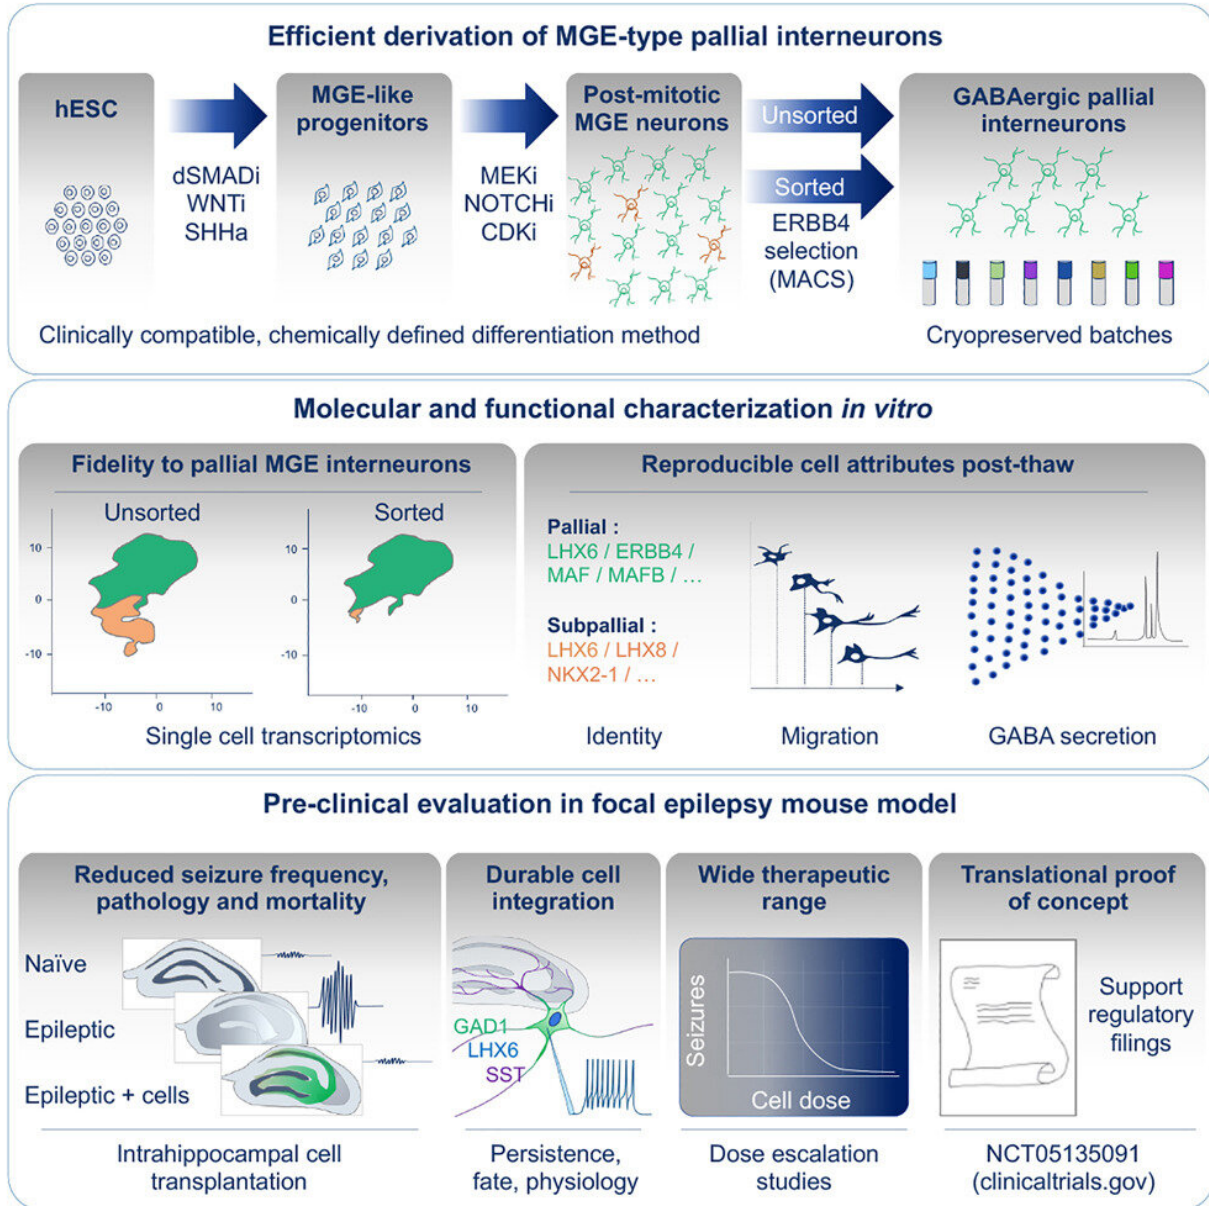 Efficient derivation of MGE-type pallial interneurons
hESC
dSMADi
WNTi
SHHa
MGE-like
progenitors
MEKi
NOTCHi
CDKi
Post-mitotic
MGE neurons
Unsorted
Sorted
ERBB4
selection
(MACS)
GABAergic pallial
interneurons
Clinically compatible, chemically defined differentiation method
Cryopreserved batches
Molecular and functional characterization in vitro
Fidelity to pallial MGE interneurons
Unsorted
10
0
-10
-10
0
10
Sorted
10
0
-10
-10
0
10
Single cell transcriptomics
Reproducible cell attributes post-thaw
Pallial :
LHX6 / ERBB4 /
MAF / MAFB / ...
Subpallial :
LHX6 / LHX8 /
NKX2-1 / ...
Identity
Migration
GABA secretion
Pre-clinical evaluation in focal epilepsy mouse model
Reduced seizure frequency,
pathology and mortality
Naïve
Epileptic
Epileptic + cells
Intrahippocampal cell
transplantation
Durable cell
integration
GAD1
LHX6
SST
Persistence,
fate, physiology
Wide therapeutic
range
Seizures
Cell dose
Dose escalation
studies
Translational proof
of concept
Support
regulatory
filings
NCT05135091
(clinicaltrials.gov)